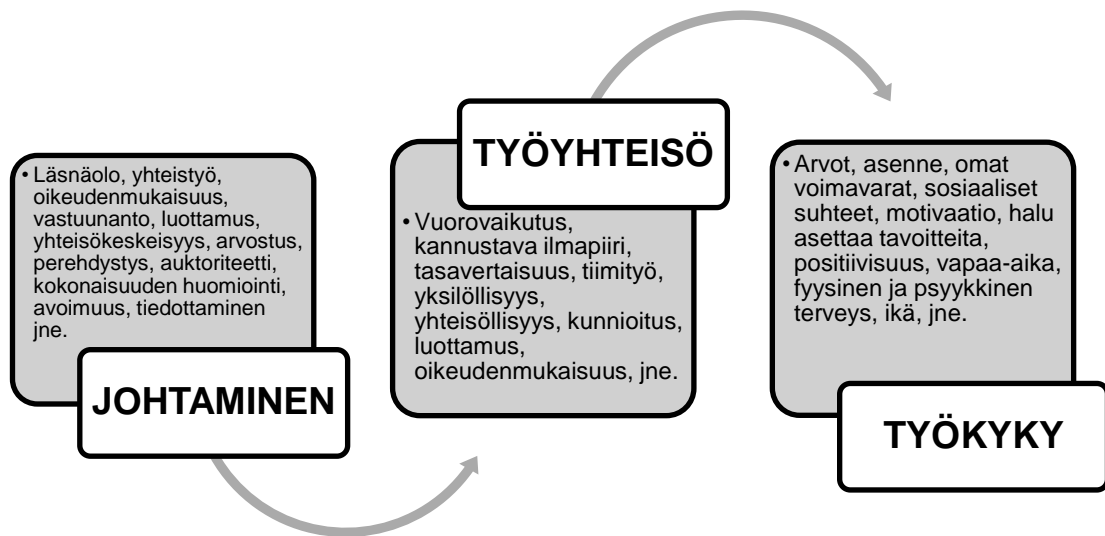 • Läsnäolo, yhteistyö,
oikeudenmukaisuus,
vastuunanto, luottamus,
yhteisökeskeisyys, arvostus,
perehdystys, auktoriteetti,
kokonaisuuden huomiointi,
avoimuus, tiedottaminen
jne.
JOHTAMINEN
TYÖYHTEISÖ
• Vuorovaikutus,
kannustava ilmapiiri,
tasavertaisuus, tiimityö,
yksilöllisyys,
yhteisöllisyys, kunnioitus,
luottamus,
oikeudenmukaisuus, jne.
• Arvot, asenne, omat
voimavarat, sosiaaliset
suhteet, motivaatio, halu
asettaa tavoitteita,
positiivisuus, vapaa-aika,
fyysinen ja psyykkinen
terveys, ikä, jne.
TYÖKYKY